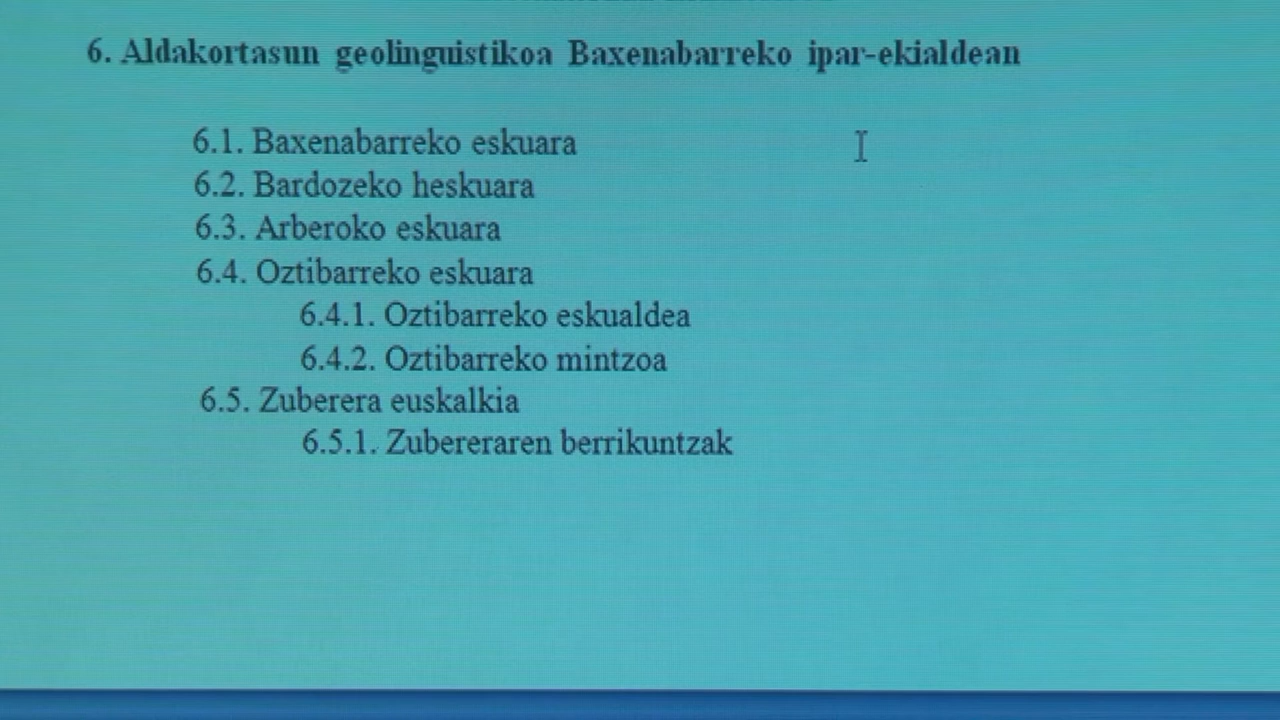 6. Aldakortasun geolinguistikoa Baxenabarreko ipar-ekialdean
6.1. Baxenabarreko eskuara
6.2. Bardozeko heskuara
6.3. Arberoko eskuara
6.4. Oztibarreko eskuara
6.4.1. Oztibarreko eskualdea
6.4.2. Oztibarreko mintzoa
6.5. Zuberera euskalkia
6.5.1. Zubereraren berrikuntzak